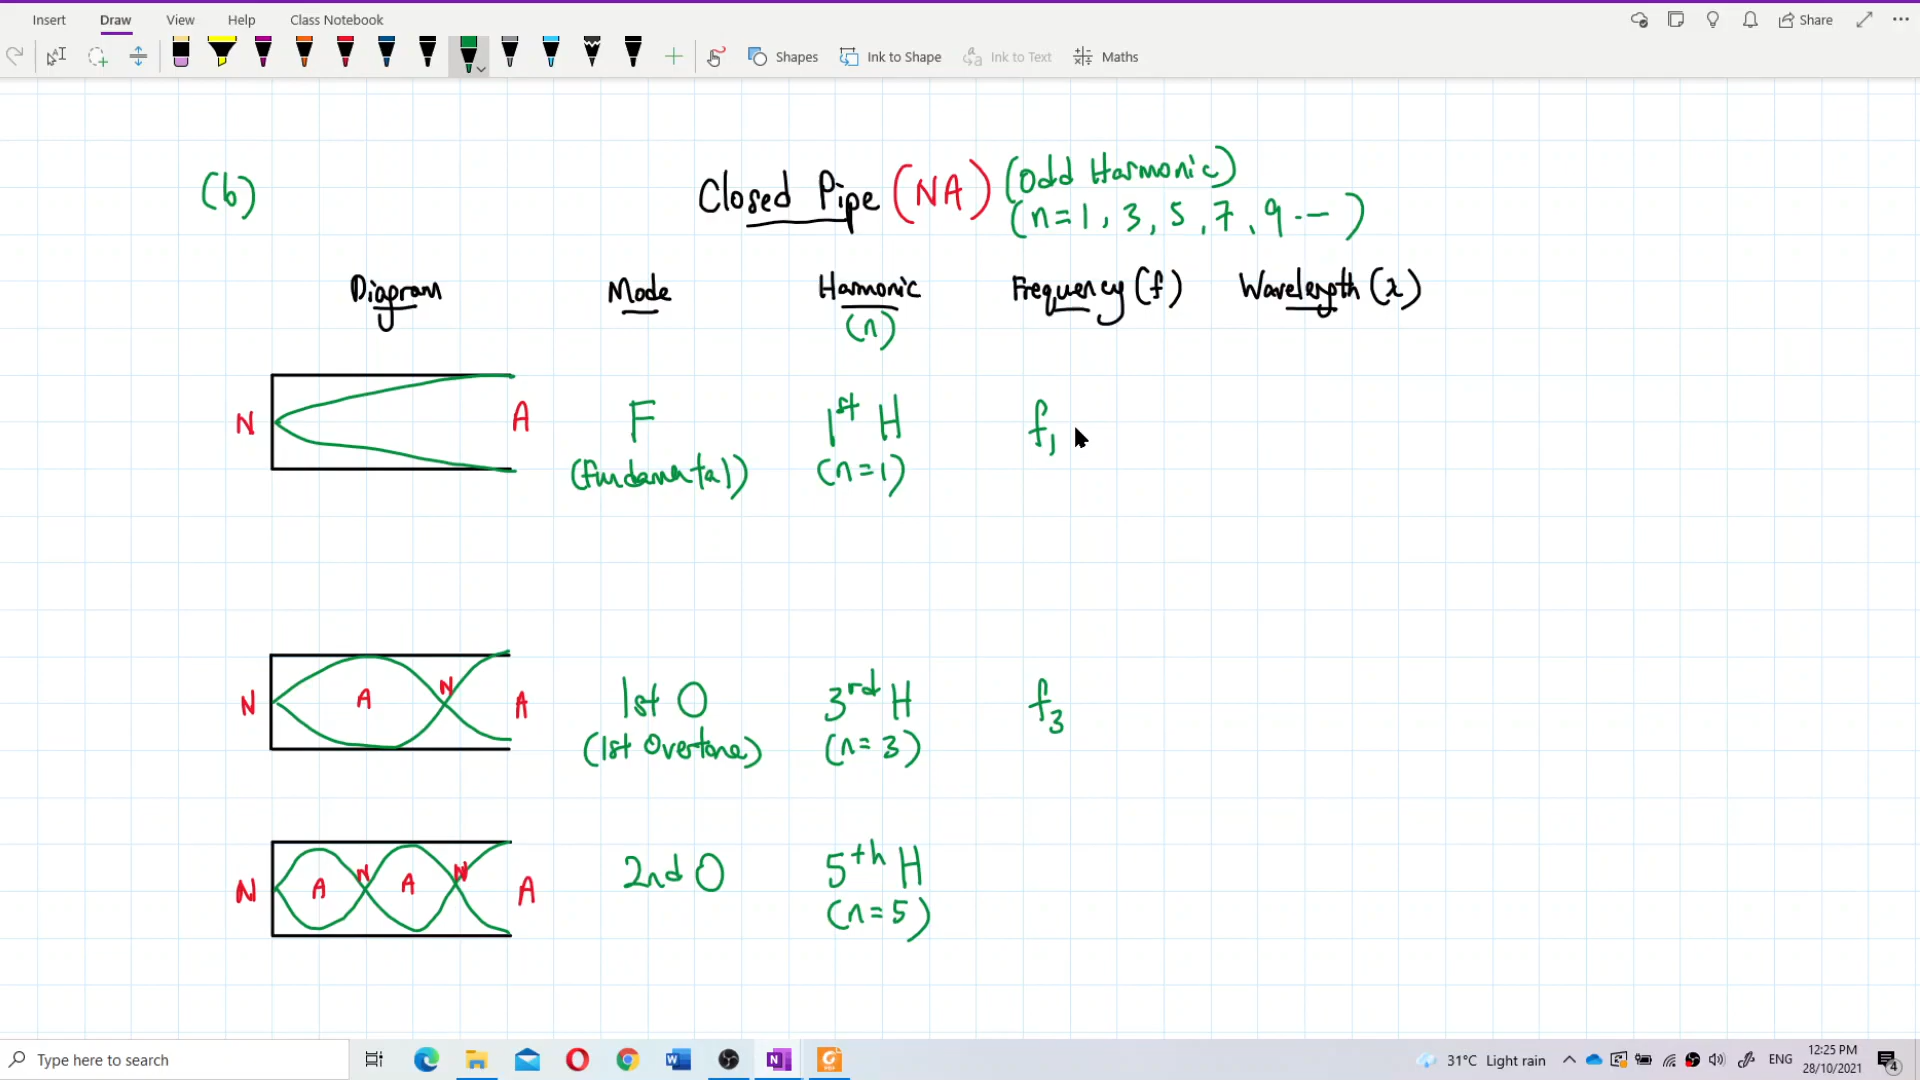 Insert Draw View Help Class Notebook Share
Shapes Ink to Shape Ink to Text Maths
(b) Closed Pipe (NA) (Odd Harmonic)
(n=1, 3, 5, 7, 9 ·-- )
Diagram Mode Harmonic Frequency (f) Wavelength (λ)
(n)
N A F 1st H f1
(Fundamental) (n=1)
N A N A 1st O 3rd H f3
(1st Overtone) (n= 3)
N A N A N A 2nd O 5th H
(n=5)
Type here to search 31°C Light rain ENG 12:25 PM
28/10/2021 4